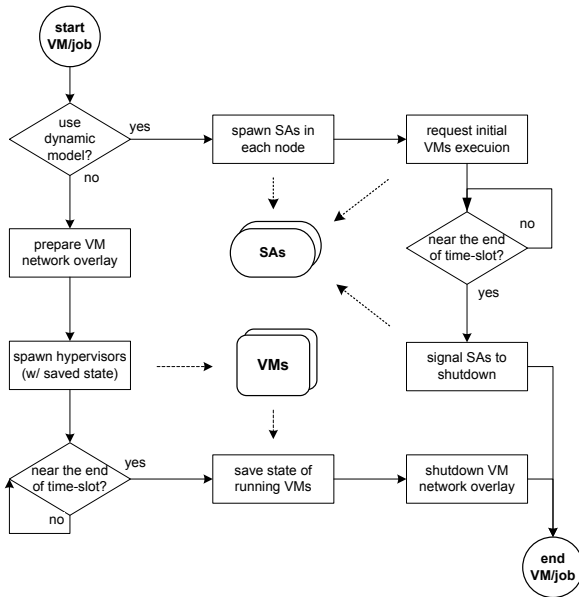 start
VM/job
use
dynamic
model?
yes
no
spawn SAs in
each node
request initial
VMs execuion
no
near the end
of time-slot?
yes
prepare VM
network overlay
SAs
spawn hypervisors
(w/ saved state)
VMs
signal SAs to
shutdown
near the end
of time-slot?
yes
no
save state of
running VMs
shutdown VM
network overlay
end
VM/job